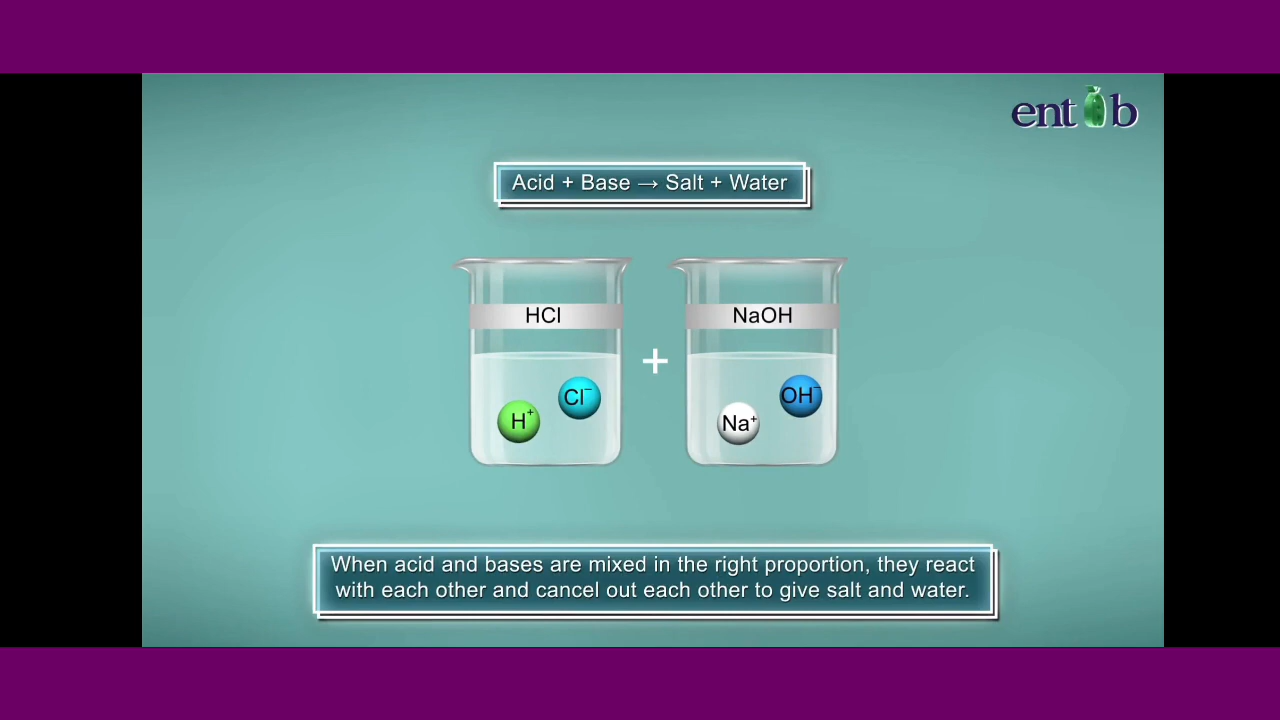 ent b
Acid + Base → Salt + Water
HCl
NaOH
+
Cl⁻
H⁺
OH⁻
Na⁺
When acid and bases are mixed in the right proportion, they react
with each other and cancel out each other to give salt and water.